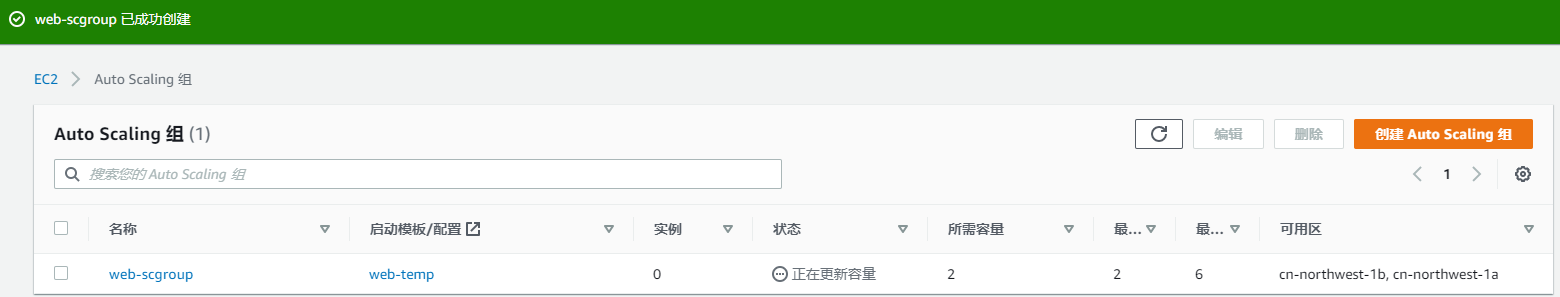 web-scgroup 已成功创建
EC2 Auto Scaling 组
Auto Scaling 组 (1) 编辑 删除 创建 Auto Scaling 组
搜索您的 Auto Scaling 组 1
名称 启动模板/配置 实例 状态 所需容量 最... 最... 可用区
web-scgroup web-temp 0 正在更新容量 2 2 6 cn-northwest-1b, cn-northwest-1a